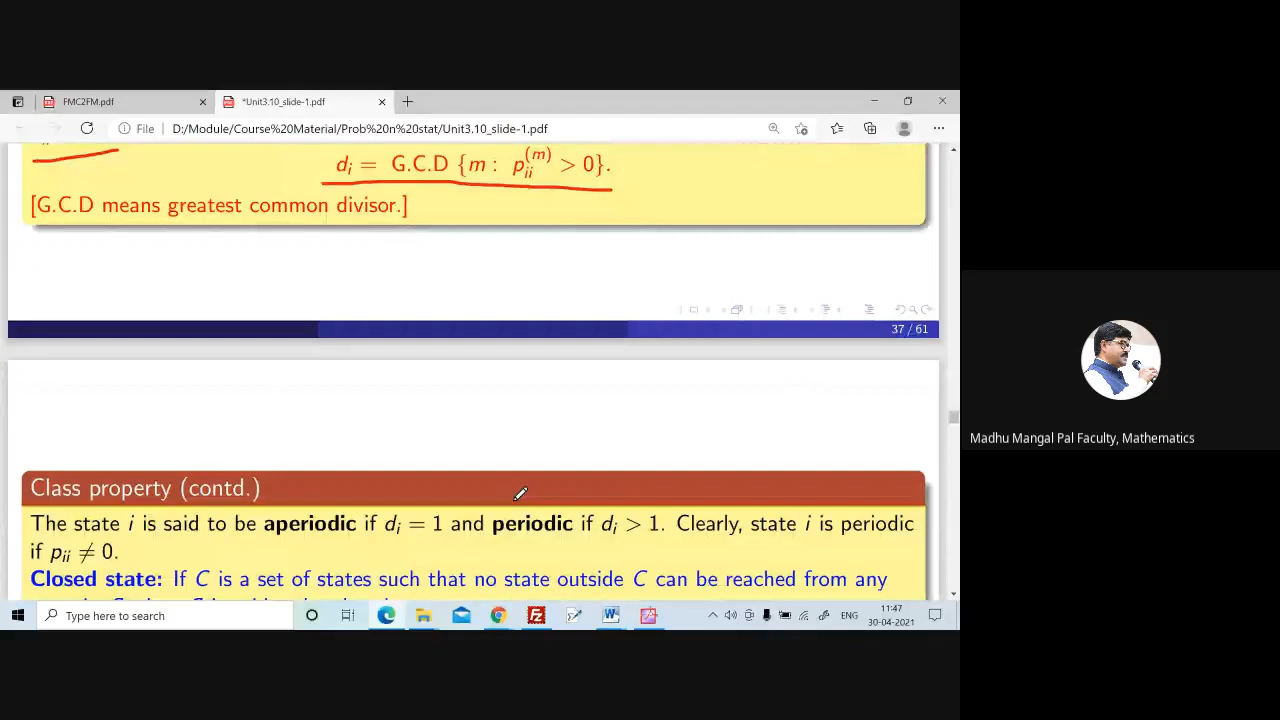 FMC2FM.pdf
*Unit3.10_slide-1.pdf
File
D:/Module/Course%20Material/Prob%20n%20stat/Unit3.10_slide-1.pdf
d_i = G.C.D {m : p_ii^(m) > 0}.
[G.C.D means greatest common divisor.]
37 / 61
Class property (contd.)
The state i is said to be aperiodic if d_i = 1 and periodic if d_i > 1. Clearly, state i is periodic
if p_ii ≠ 0.
Closed state: If C is a set of states such that no state outside C can be reached from any
Madhu Mangal Pal Faculty, Mathematics
Type here to search
ENG
11:47
30-04-2021